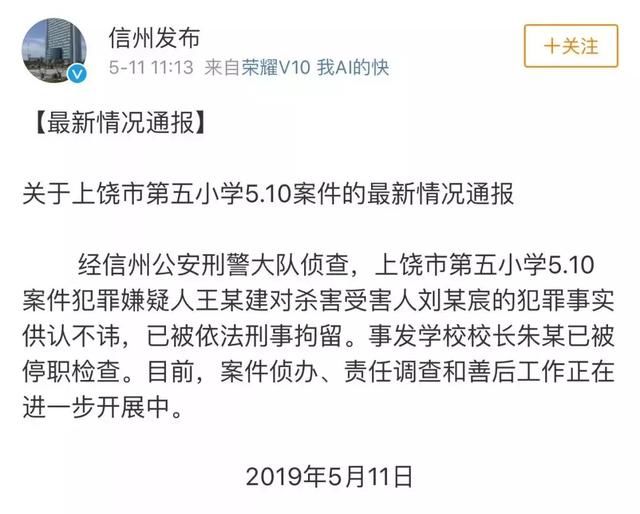 信州发布
5-11 11:13 来自荣耀V10 我AI的快
+关注
【最新情况通报】
关于上饶市第五小学5.10案件的最新情况通报
经信州公安刑警大队侦查，上饶市第五小学5.10
案件犯罪嫌疑人王某建对杀害受害人刘某宸的犯罪事实
供认不讳，已被依法刑事拘留。事发学校校长朱某已被
停职检查。目前，案件侦办、责任调查和善后工作正在
进一步开展中。
2019年5月11日